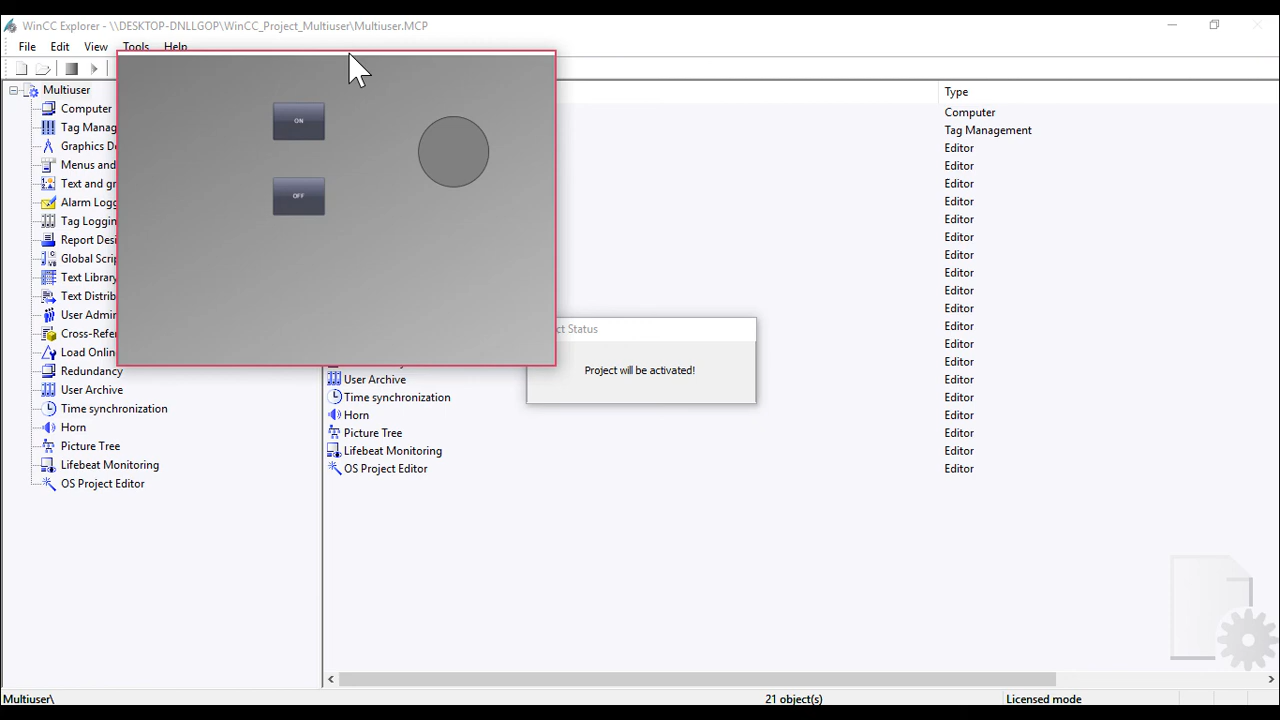 WinCC Explorer - \\DESKTOP-DNLLGOP\WinCC_Project_Multiuser\Multiuser.MCP
File Edit View Tools Help
Multiuser
Computer
Tag Manag
Graphics D
Menus and
Text and gr
Alarm Logg
Tag Loggin
Report Desi
Global Scrip
Text Library
Text Distrib
User Admin
Cross-Refe
Load Onlin
Redundancy
User Archive
Time synchronization
Horn
Picture Tree
Lifebeat Monitoring
OS Project Editor
ON
OFF
Type
Computer
Tag Management
Editor
Editor
Editor
Editor
Editor
Editor
Editor
Editor
Editor
Editor
Editor
Editor
Editor
User Archive Editor
Time synchronization Editor
Horn Editor
Picture Tree Editor
Lifebeat Monitoring Editor
OS Project Editor Editor
ct Status
Project will be activated!
Multiuser\ 21 object(s) Licensed mode